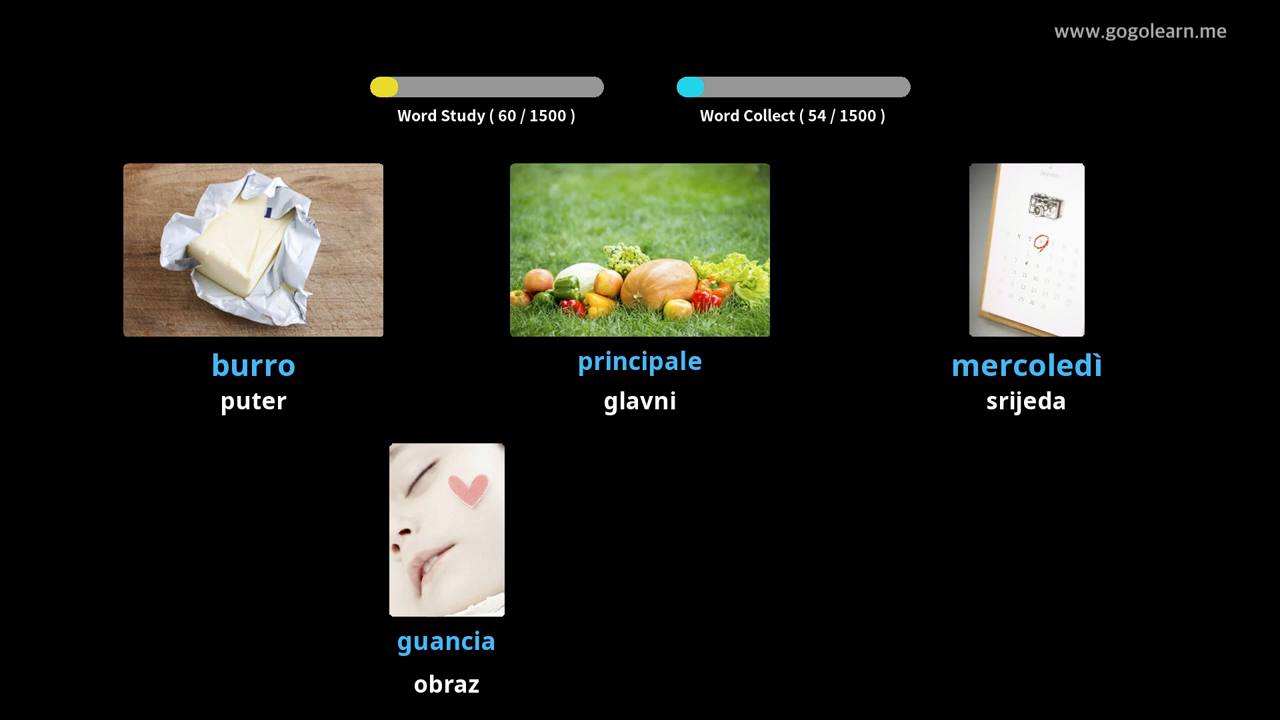 www.gogolearn.me
Word Study ( 60 / 1500 )
Word Collect ( 54 / 1500 )
burro
puter
principale
glavni
mercoledì
srijeda
guancia
obraz